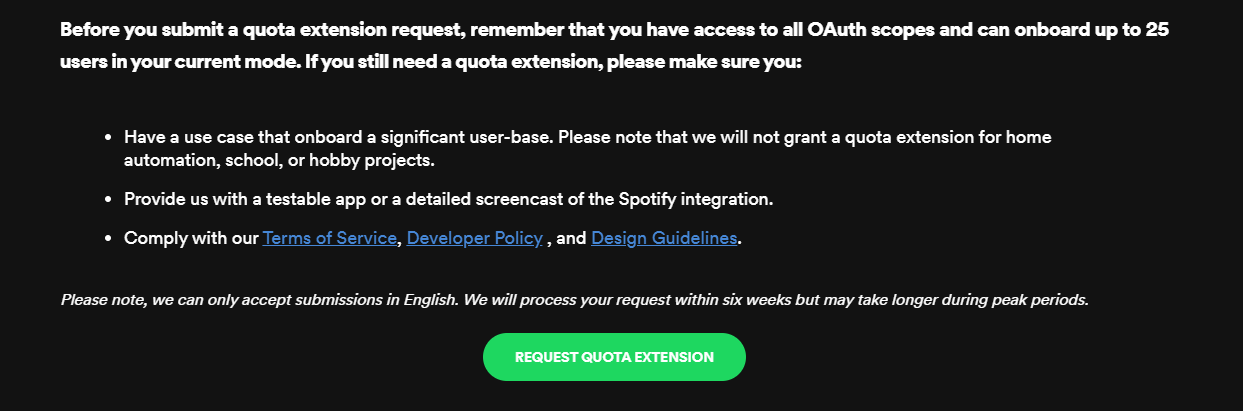 Before you submit a quota extension request, remember that you have access to all OAuth scopes and can onboard up to 25
users in your current mode. If you still need a quota extension, please make sure you:
• Have a use case that onboard a significant user-base. Please note that we will not grant a quota extension for home
automation, school, or hobby projects.
• Provide us with a testable app or a detailed screencast of the Spotify integration.
• Comply with our Terms of Service, Developer Policy , and Design Guidelines.
Please note, we can only accept submissions in English. We will process your request within six weeks but may take longer during peak periods.
REQUEST QUOTA EXTENSION